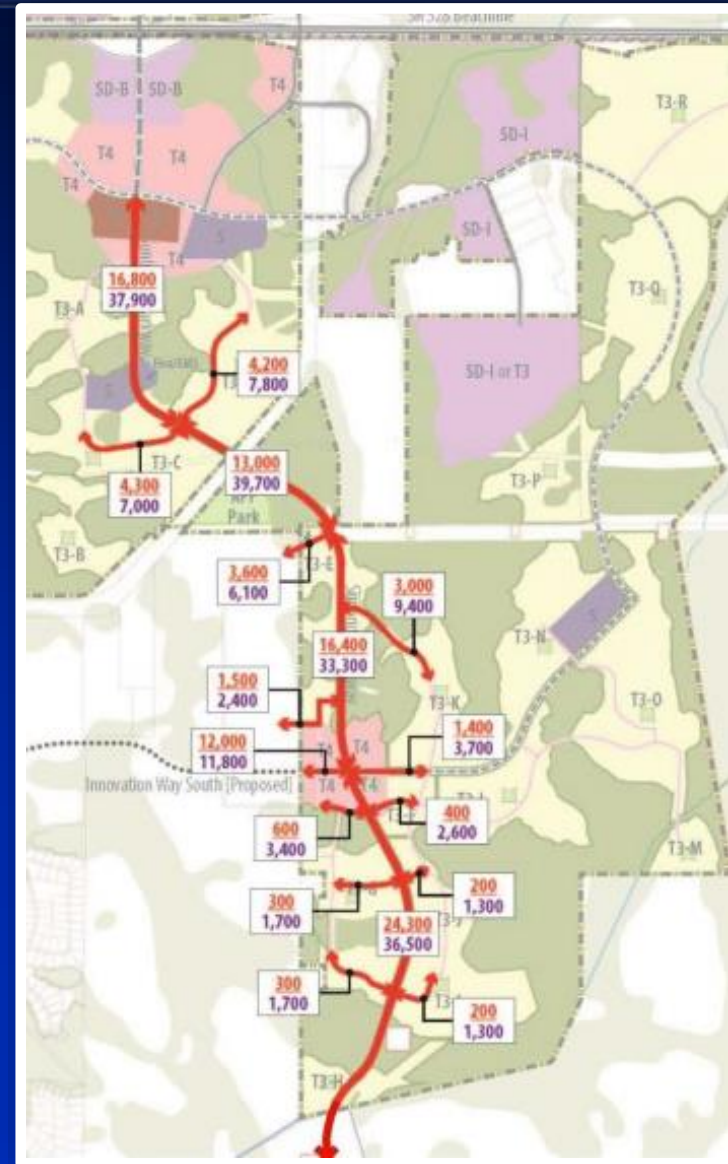 SR 528 Beachline
SD-B SD-B
T4
T3-R
SD-I
T4 T4
T4
S
SD-I
T4
16,800
37,900
T3-A
T3-Q
4,200
7,800
SD-I or T3
S
T3-C
13,000
39,700
4,300
7,000
T3-P
Park
T3-B
T3-E
3,600
6,100
3,000
9,400
S
T3-N
16,400
33,300
1,500
2,400
T3-K
T3-O
T4 T4
1,400
3,700
12,000
11,800
Innovation Way South [Proposed]
T4 T4
600
3,400
400
2,600
T3-M
300
1,700
200
1,300
24,300
36,500
300
1,700
200
1,300
T3-H